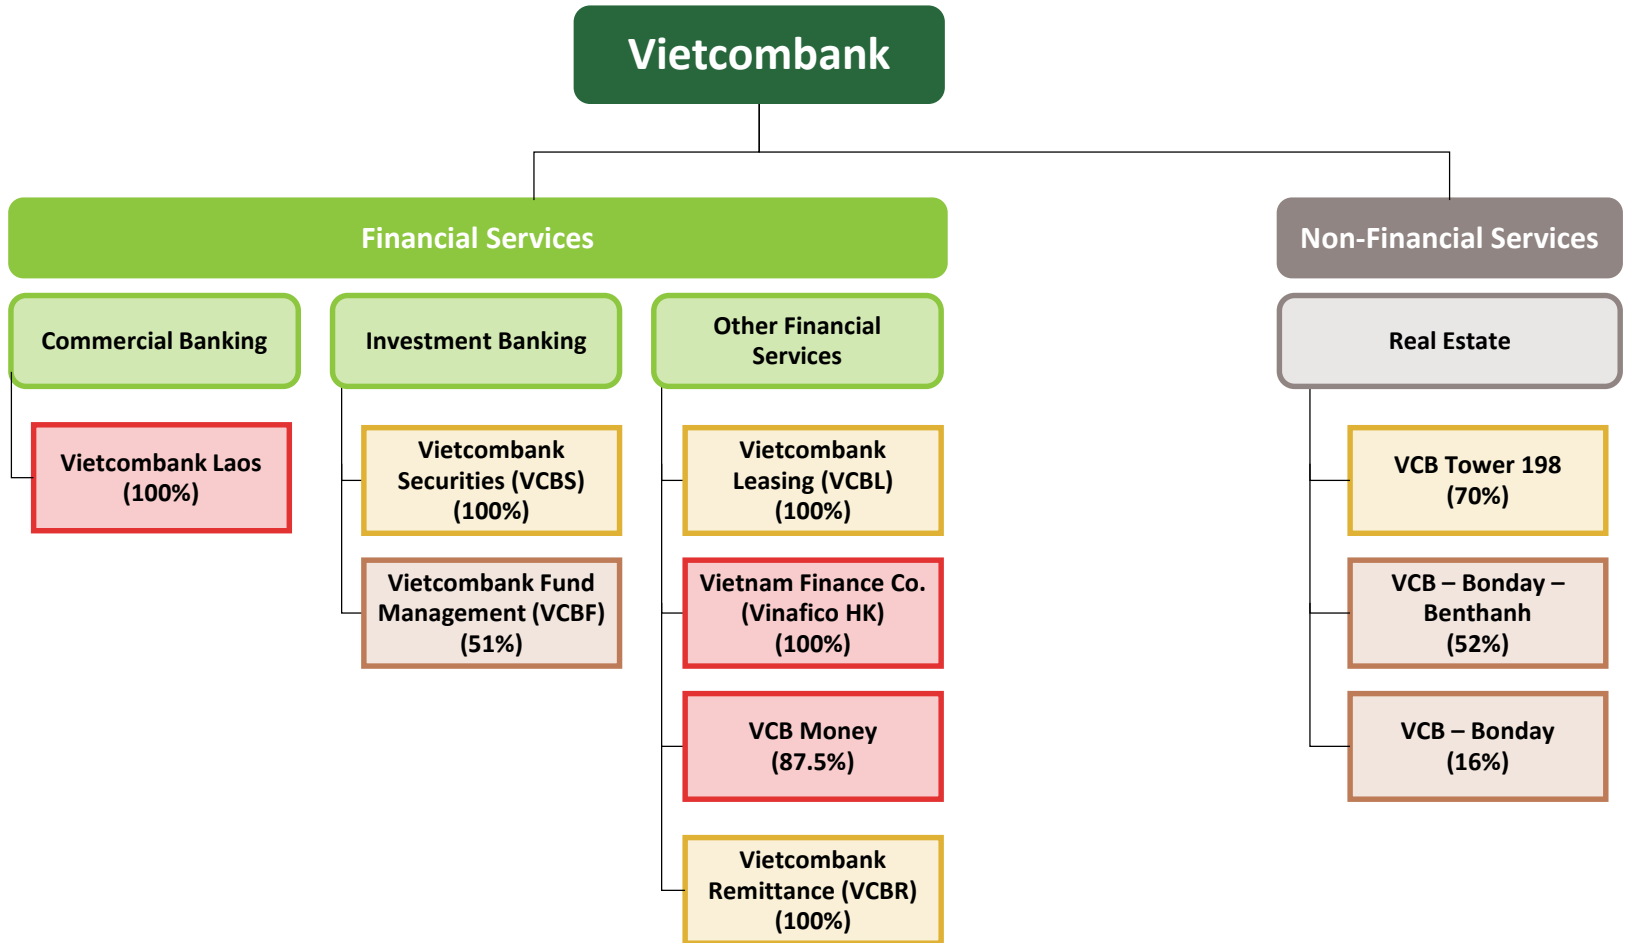 Vietcombank
Financial Services
Non-Financial Services
Commercial Banking
Investment Banking
Other Financial
Services
Real Estate
Vietcombank Laos
(100%)
Vietcombank
Securities (VCBS)
(100%)
Vietcombank Fund
Management (VCBF)
(51%)
Vietcombank
Leasing (VCBL)
(100%)
Vietnam Finance Co.
(Vinafico HK)
(100%)
VCB Money
(87.5%)
Vietcombank
Remittance (VCBR)
(100%)
VCB Tower 198
(70%)
VCB – Bonday –
Benthanh
(52%)
VCB – Bonday
(16%)